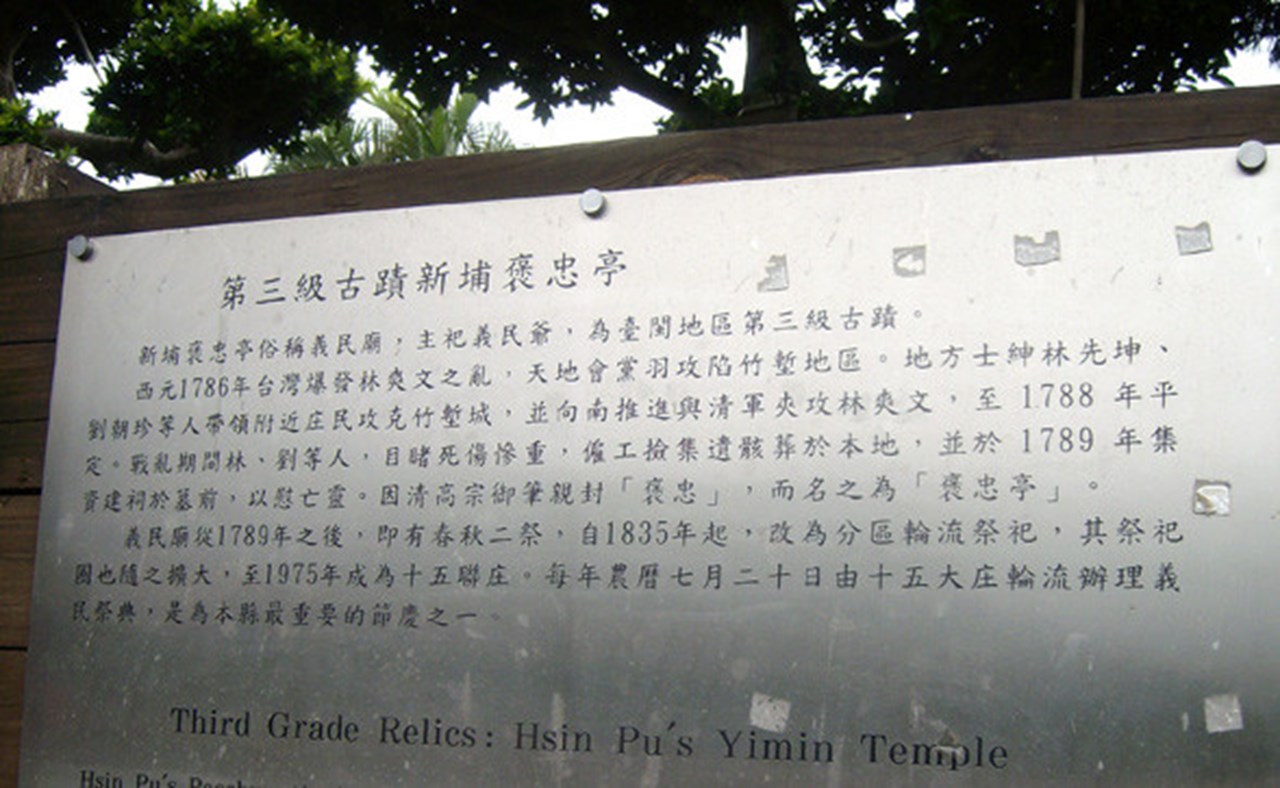 第三級古蹟新埔褒忠亭
新埔褒忠亭俗稱義民廟，主祀義民爺，為臺閩地區第三級古蹟。
西元1786年台灣爆發林爽文之亂，天地會黨羽攻陷竹塹地區。地方士紳林先坤、
劉朝珍等人帶領附近庄民攻克竹塹城，並向南推進與清軍夾攻林爽文，至 1788 年平
定。戰亂期間林、劉等人，目睹死傷慘重，僱工撿集遺骸葬於本地，並於 1789 年集
資建祠於墓前，以慰亡靈。因清高宗御筆親封「褒忠」，而名之為「褒忠亭」。
義民廟從1789年之後，即有春秋二祭，自1835年起，改為分區輪流祭祀，其祭祀
圈也隨之擴大，至1975年成為十五聯庄。每年農曆七月二十日由十五大庄輪流辦理義
民祭典，是為本縣最重要的節慶之一。
Third Grade Relics: Hsin Pu's Yimin Temple
Hsin Pu's